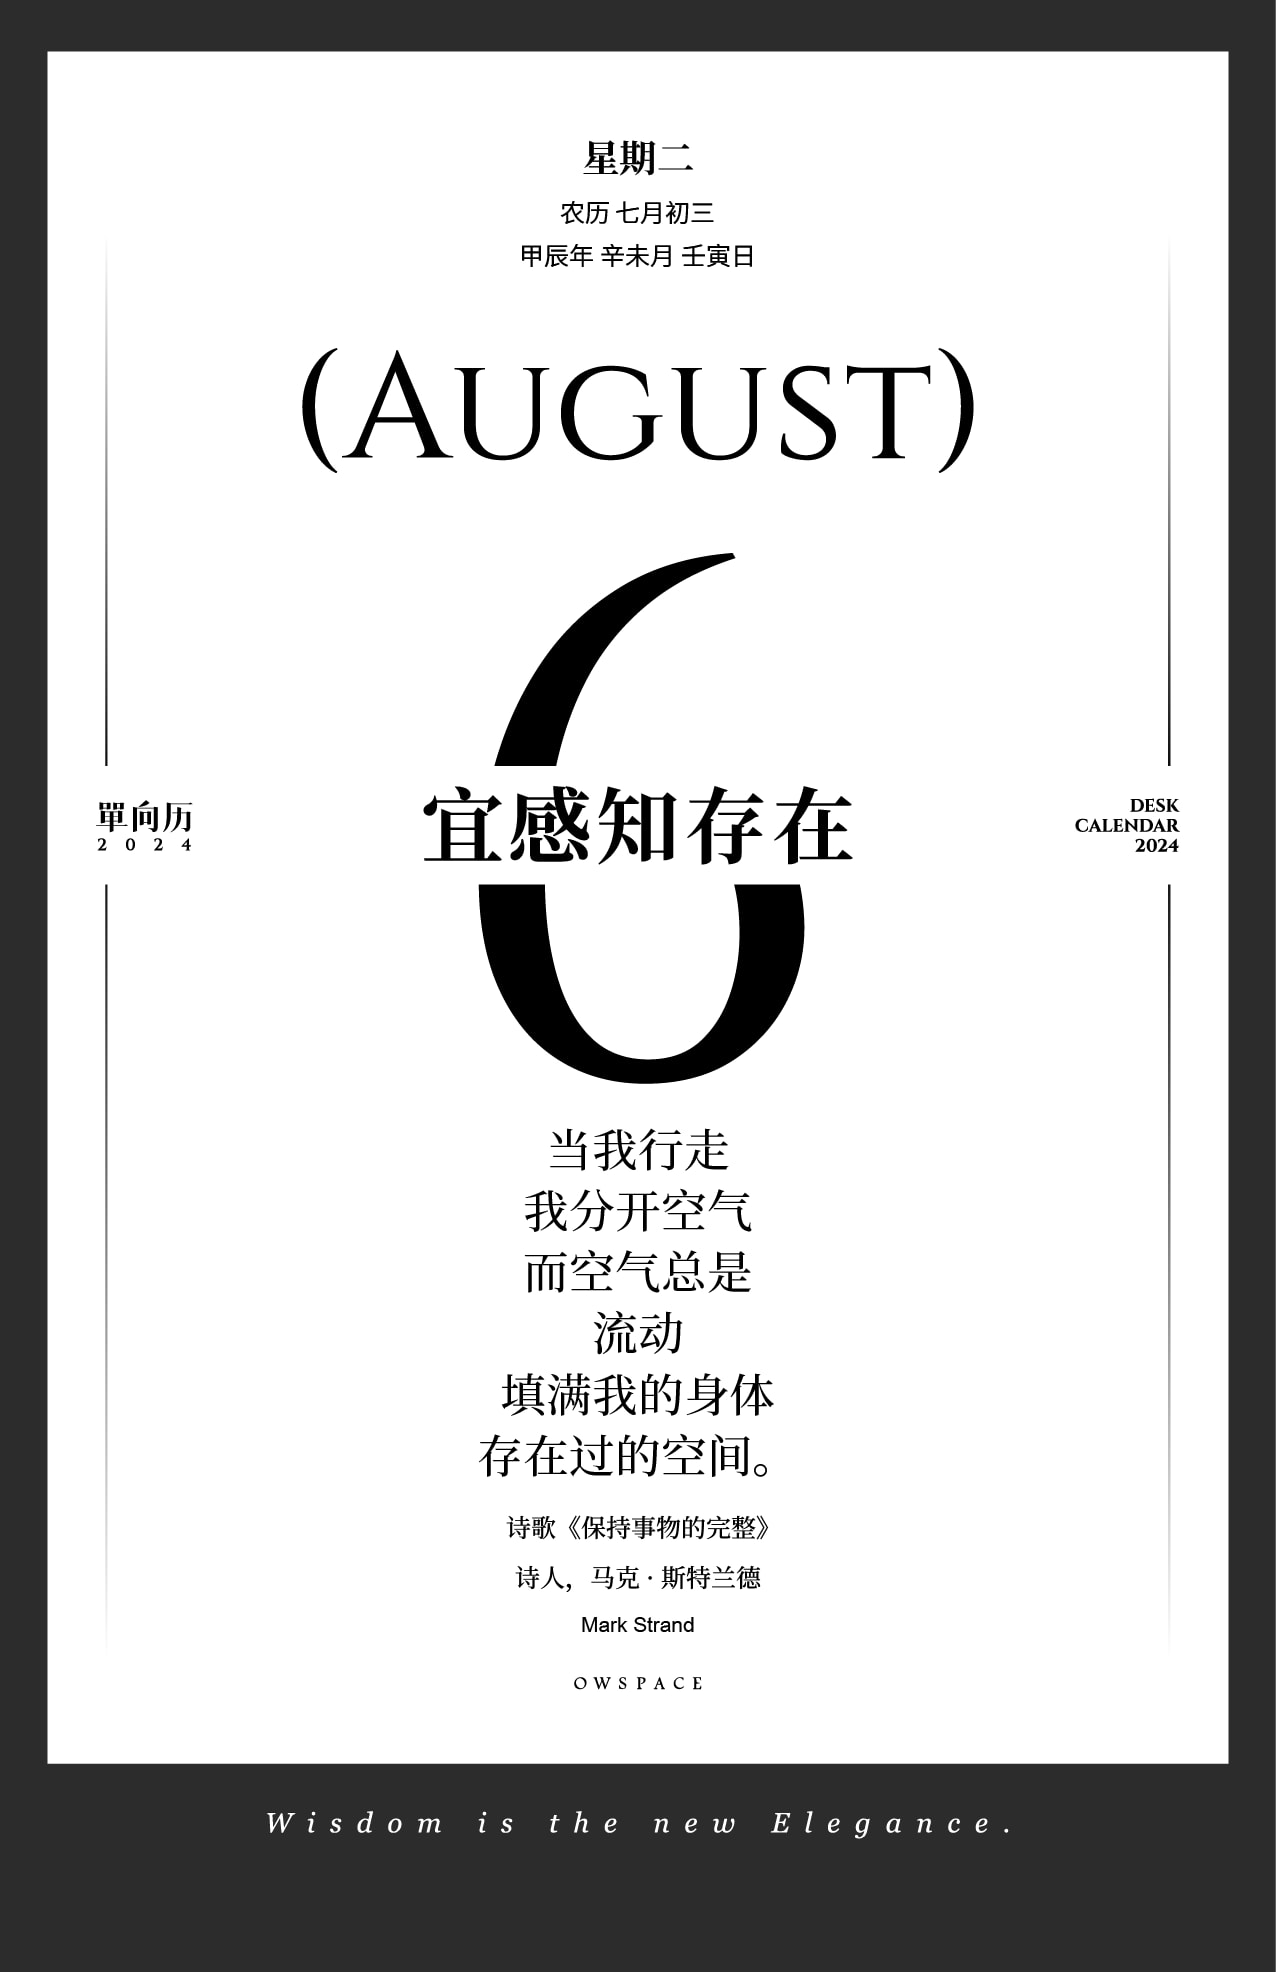 星期二
农历 七月初三
甲辰年 辛未月 壬寅日
(AUGUST)
6
單向历
2024
宜感知存在
DESK
CALENDAR
2024
当我行走
我分开空气
而空气总是
流动
填满我的身体
存在过的空间。
诗歌《保持事物的完整》
诗人，马克·斯特兰德
Mark Strand
OWSPACE
Wisdom is the new Elegance.